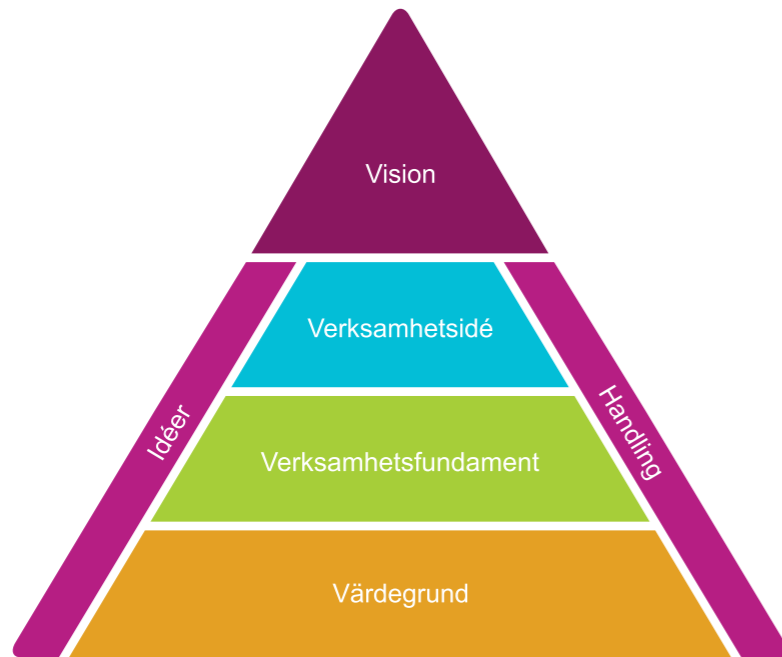 Vision
Verksamhetsidé
Idéer
Handling
Verksamhetsfundament
Värdegrund